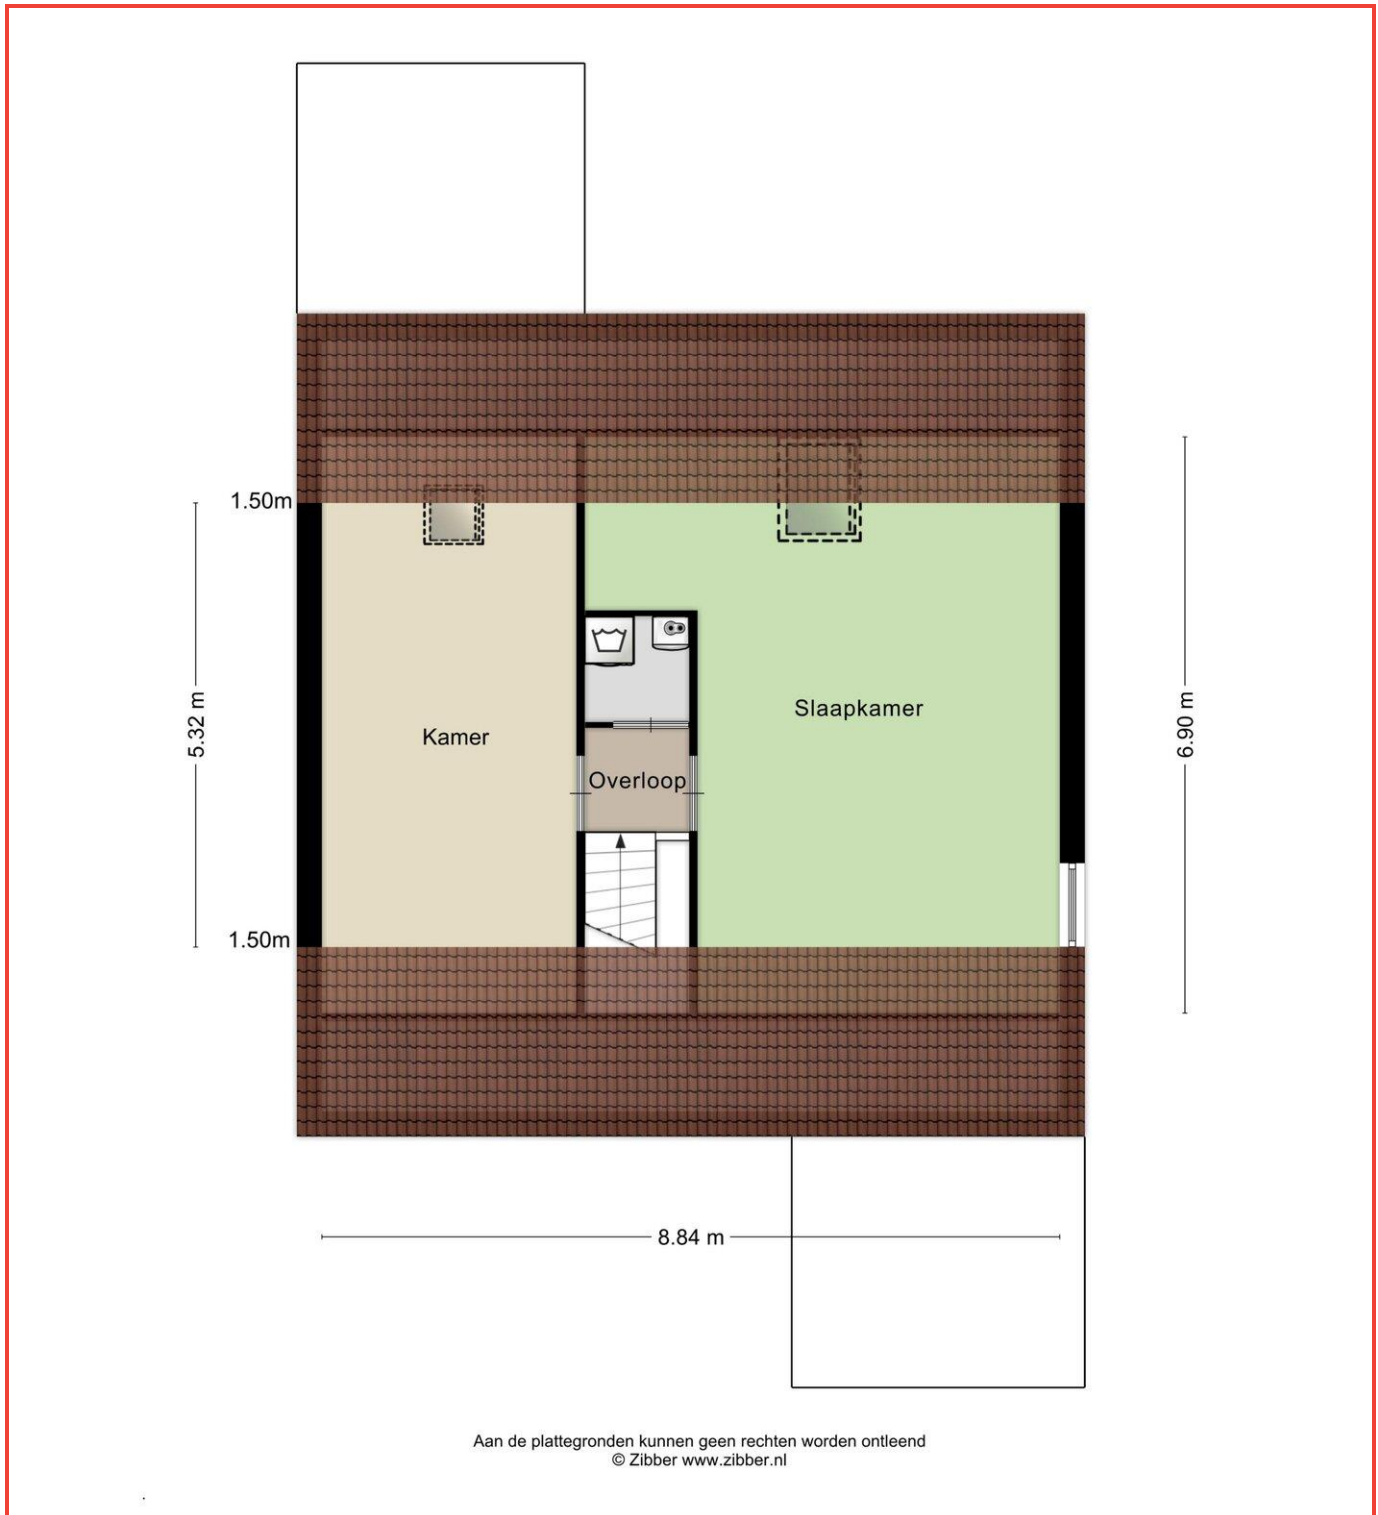 1.50m
5.32 m
6.90 m
Slaapkamer
Kamer
Overloop
1.50m
8.84 m
Aan de plattegronden kunnen geen rechten worden ontleend
© Zibber www.zibber.nl
.